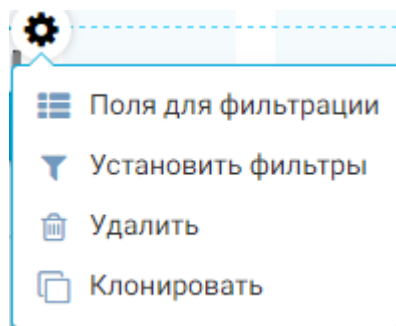 Поля для фильтрации
Установить фильтры
Удалить
Клонировать